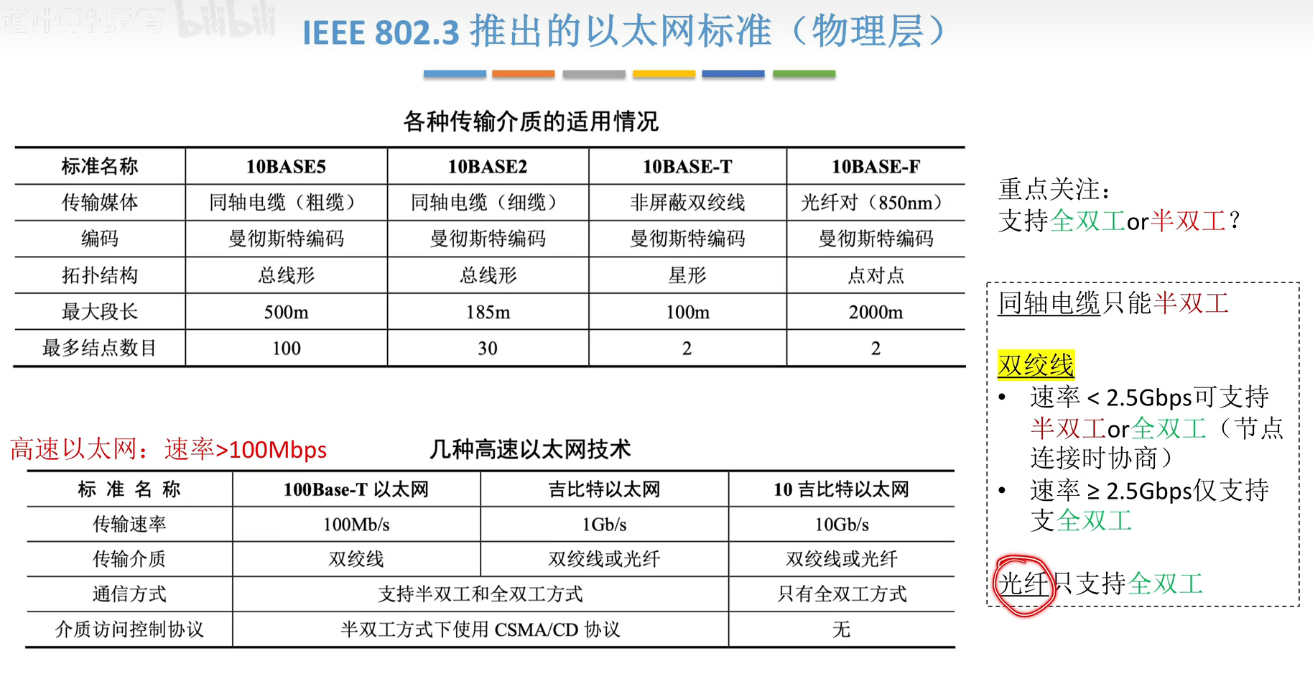 道计算机教育 bilibili
IEEE 802.3 推出的以太网标准（物理层）
各种传输介质的适用情况
标准名称 10BASE5 10BASE2 10BASE-T 10BASE-F
传输媒体 同轴电缆（粗缆） 同轴电缆（细缆） 非屏蔽双绞线 光纤对（850nm）
编码 曼彻斯特编码 曼彻斯特编码 曼彻斯特编码 曼彻斯特编码
拓扑结构 总线形 总线形 星形 点对点
最大段长 500m 185m 100m 2000m
最多结点数目 100 30 2 2
高速以太网：速率>100Mbps
几种高速以太网技术
标准名称 100Base-T 以太网 吉比特以太网 10 吉比特以太网
传输速率 100Mb/s 1Gb/s 10Gb/s
传输介质 双绞线 双绞线或光纤 双绞线或光纤
通信方式 支持半双工和全双工方式 只有全双工方式
介质访问控制协议 半双工方式下使用 CSMA/CD 协议 无
重点关注：
支持全双工or半双工？
同轴电缆只能半双工
双绞线
• 速率 < 2.5Gbps可支持
半双工or全双工（节点
连接时协商）
• 速率 ≥ 2.5Gbps仅支持
支全双工
光纤只支持全双工